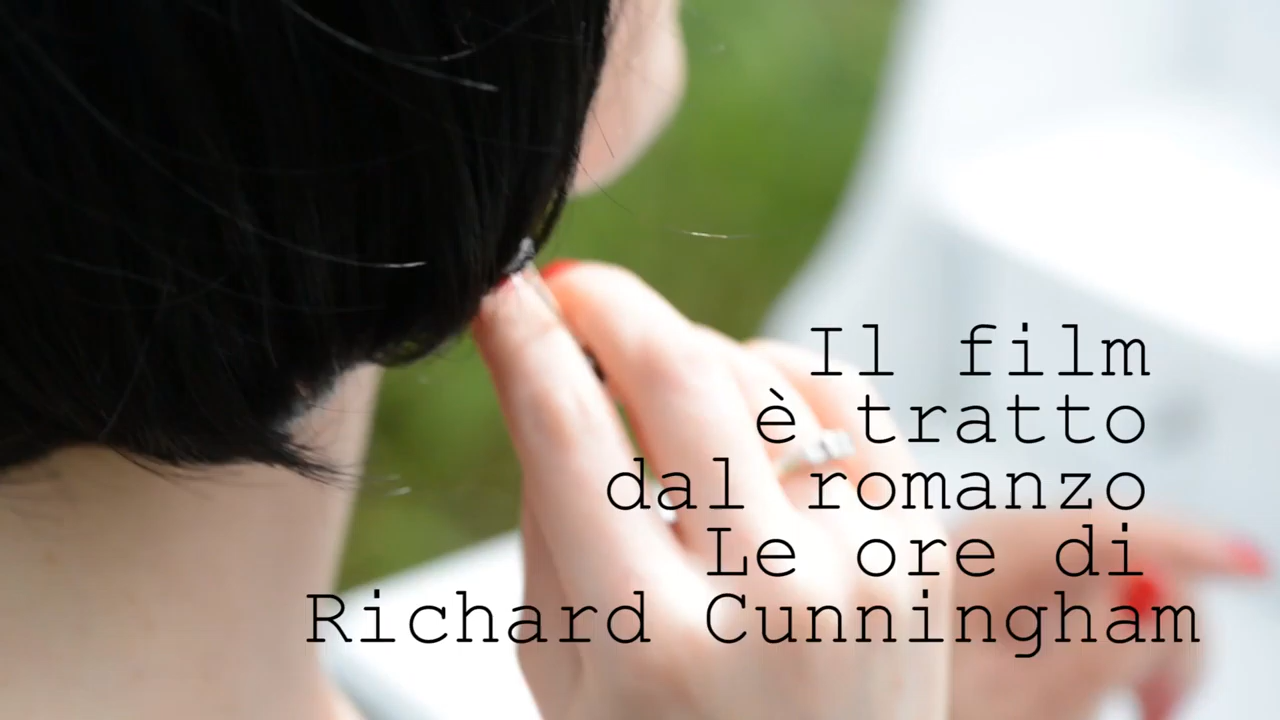 Il film
è tratto
dal romanzo
Le ore di
Richard Cunningham